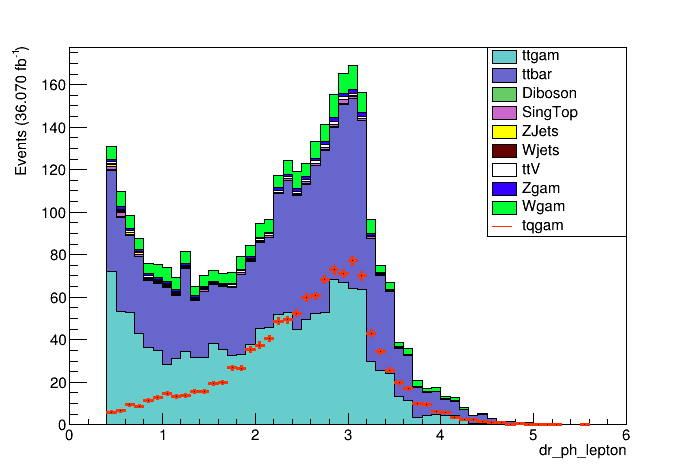 Events (36.070 fb⁻¹)
160
140
120
100
80
60
40
20
0
0 1 2 3 4 5 6
dr_ph_lepton
ttgam
ttbar
Diboson
SingTop
ZJets
Wjets
ttV
Zgam
Wgam
tqgam